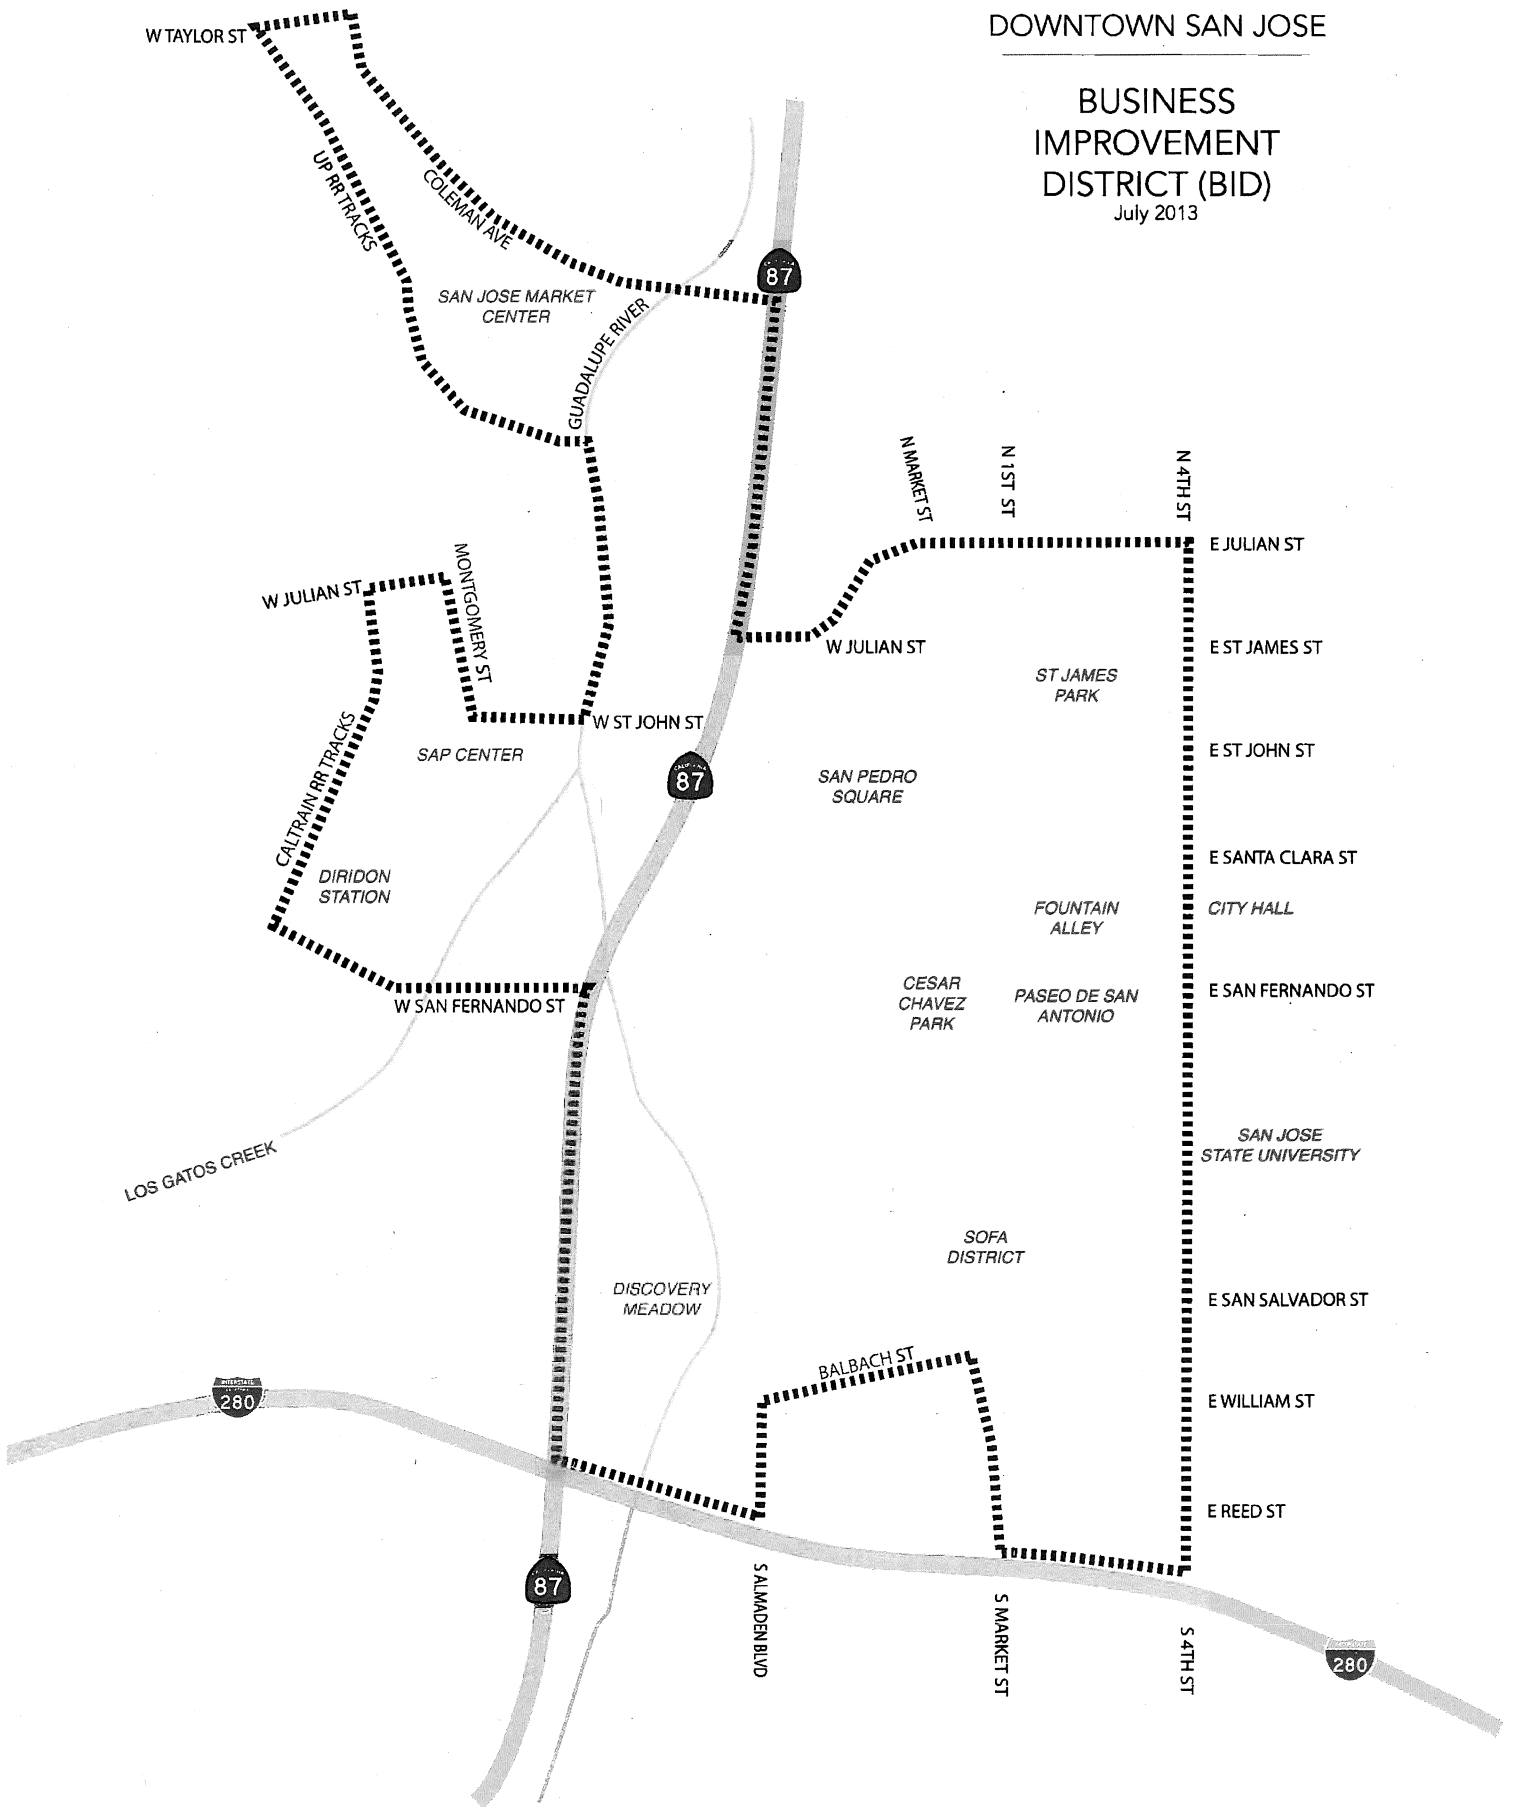 DOWNTOWN SAN JOSE
BUSINESS
IMPROVEMENT
DISTRICT (BID)
July 2013
W TAYLOR ST
UP RR TRACKS
COLEMAN AVE
87
SAN JOSE MARKET
CENTER
GUADALUPE RIVER
N MARKET ST
N 1ST ST
N 4TH ST
E JULIAN ST
W JULIAN ST
MONTGOMERY ST
W JULIAN ST
E ST JAMES ST
ST JAMES
PARK
W ST JOHN ST
CALTRAIN RR TRACKS
SAP CENTER
E ST JOHN ST
CALIFORNIA
87
SAN PEDRO
SQUARE
E SANTA CLARA ST
DIRIDON
STATION
FOUNTAIN
ALLEY
CITY HALL
CESAR
CHAVEZ
PARK
PASEO DE SAN
ANTONIO
E SAN FERNANDO ST
W SAN FERNANDO ST
LOS GATOS CREEK
SAN JOSE
STATE UNIVERSITY
SOFA
DISTRICT
DISCOVERY
MEADOW
E SAN SALVADOR ST
BALBACH ST
INTERSTATE
280
E WILLIAM ST
E REED ST
87
S ALMADEN BLVD
S MARKET ST
S 4TH ST
280